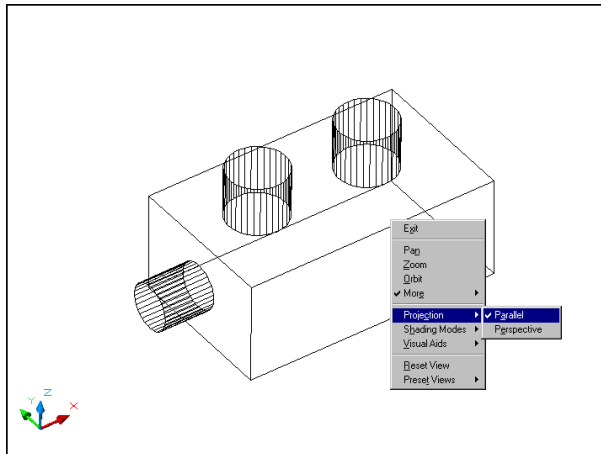 Exit
Pan
Zoom
Orbit
More
Projection
Parallel
Shading Modes
Perspective
Visual Aids
Reset View
Preset Views
Z
Y
X